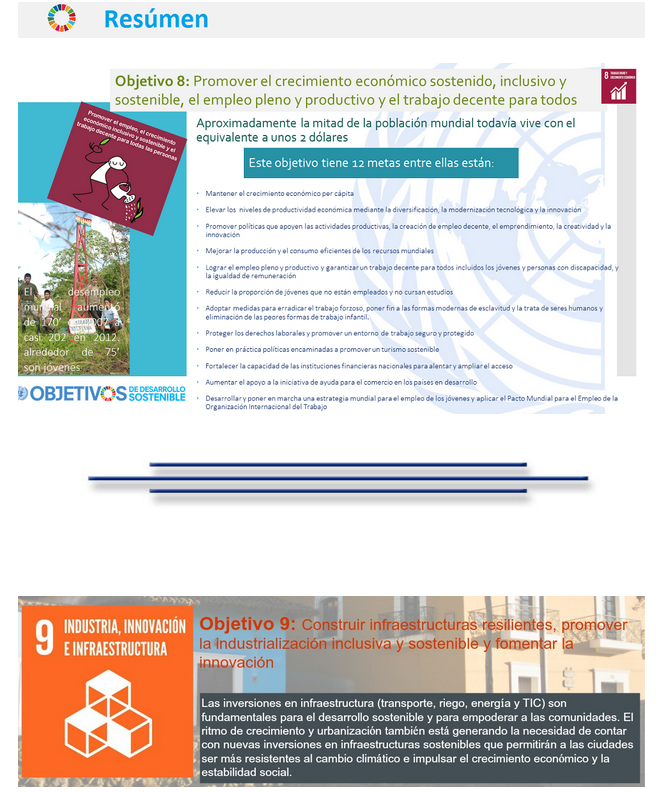 Resúmen
Objetivo 8: Promover el crecimiento económico sostenido, inclusivo y
sostenible, el empleo pleno y productivo y el trabajo decente para todos
8 TRABAJO DECENTE Y
CRECIMIENTO ECONÓMICO
Promover el empleo, el crecimiento
económico inclusivo y sostenible y el
trabajo decente para todas las personas
Aproximadamente la mitad de la población mundial todavía vive con el
equivalente a unos 2 dólares
Este objetivo tiene 12 metas entre ellas están:
• Mantener el crecimiento económico per cápita
• Elevar los niveles de productividad económica mediante la diversificación, la modernización tecnológica y la innovación
• Promover políticas que apoyen las actividades productivas, la creación de empleo decente, el emprendimiento, la creatividad y la
innovación
• Mejorar la producción y el consumo eficientes de los recursos mundiales
• Lograr el empleo pleno y productivo y garantizar un trabajo decente para todos incluidos los jóvenes y personas con discapacidad, y
la igualdad de remuneración
• Reducir la proporción de jóvenes que no están empleados y no cursan estudios
• Adoptar medidas para erradicar el trabajo forzoso, poner fin a las formas modernas de esclavitud y la trata de seres humanos y
eliminación de las peores formas de trabajo infantil.
• Proteger los derechos laborales y promover un entorno de trabajo seguro y protegido
• Poner en práctica políticas encaminadas a promover un turismo sostenible
• Fortalecer la capacidad de las instituciones financieras nacionales para alentar y ampliar el acceso
• Aumentar el apoyo a la iniciativa de ayuda para el comercio en los países en desarrollo
• Desarrollar y poner en marcha una estrategia mundial para el empleo de los jóvenes y aplicar el Pacto Mundial para el Empleo de la
Organización Internacional del Trabajo
El desempleo
mundial aumentó
de 170' 
casi 202 en 2012,
alrededor de 75'
son jóvenes
OBJETIVOS DE DESARROLLO
SOSTENIBLE
9 INDUSTRIA, INNOVACIÓN
E INFRAESTRUCTURA
Objetivo 9: Construir infraestructuras resilientes, promover
la industrialización inclusiva y sostenible y fomentar la
innovación
Las inversiones en infraestructura (transporte, riego, energía y TIC) son
fundamentales para el desarrollo sostenible y para empoderar a las comunidades. El
ritmo de crecimiento y urbanización también está generando la necesidad de contar
con nuevas inversiones en infraestructuras sostenibles que permitirán a las ciudades
ser más resistentes al cambio climático e impulsar el crecimiento económico y la
estabilidad social.